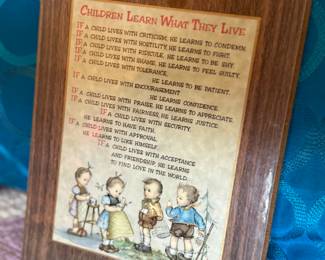 CHILDREN LEARN WHAT THEY LIVE
IF A CHILD LIVES WITH CRITICISM, HE LEARNS TO CONDEMN.
IF A CHILD LIVES WITH HOSTILITY, HE LEARNS TO FIGHT.
IF A CHILD LIVES WITH RIDICULE, HE LEARNS TO BE SHY.
IF A CHILD LIVES WITH SHAME, HE LEARNS TO FEEL GUILTY.
IF A CHILD LIVES WITH TOLERANCE,
HE LEARNS TO BE PATIENT.
IF A CHILD LIVES WITH ENCOURAGEMENT
HE LEARNS CONFIDENCE.
IF A CHILD LIVES WITH PRAISE, HE LEARNS TO APPRECIATE.
IF A CHILD LIVES WITH FAIRNESS, HE LEARNS JUSTICE.
IF A CHILD LIVES WITH SECURITY,
HE LEARNS TO HAVE FAITH.
IF A CHILD LIVES WITH APPROVAL
HE LEARNS TO LIKE HIMSELF.
IF A CHILD LIVES WITH ACCEPTANCE
AND FRIENDSHIP, HE LEARNS
TO FIND LOVE IN THE WORLD...